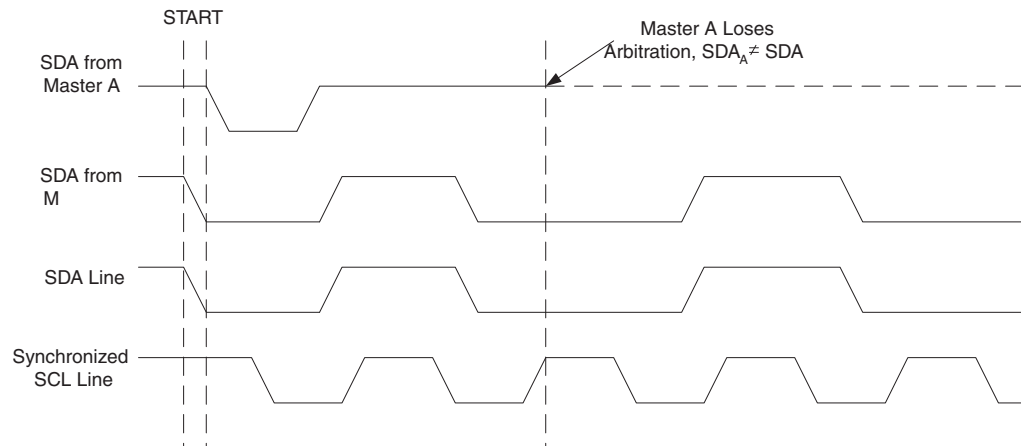 START
Master A Loses
Arbitration, SDA_A ≠ SDA
SDA from
Master A
SDA from
M
SDA Line
Synchronized
SCL Line